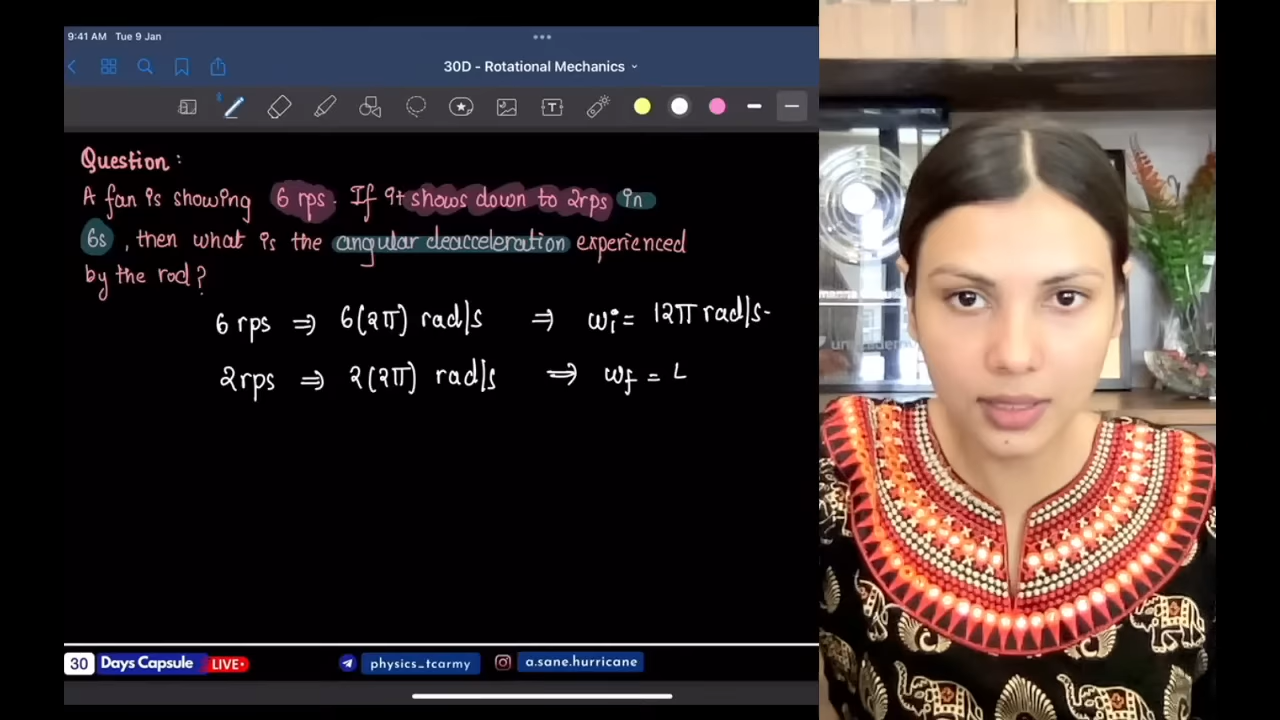 9:41 AM Tue 9 Jan
30D - Rotational Mechanics
Question :
A fan is showing 6 rps. If it shows down to 2rps in
6s, then what is the angular deacceleration experienced
by the rod?
6 rps ⇒ 6(2π) rad/s ⇒ ωi = 12π rad/s.
2rps ⇒ 2(2π) rad/s ⇒ ωf = L
30 Days Capsule LIVE
physics_tcarmy
a.sane.hurricane